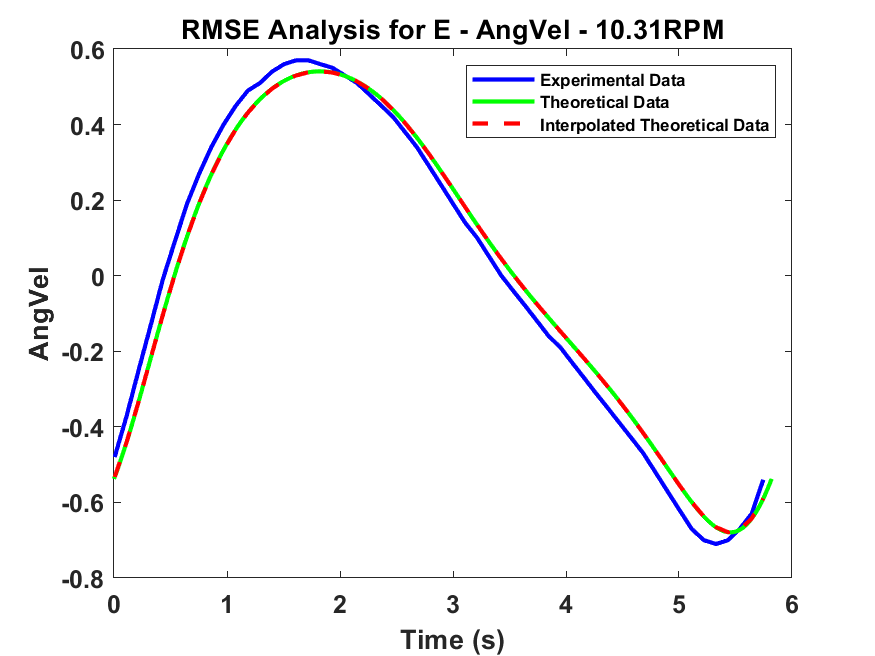 RMSE Analysis for E - AngVel - 10.31RPM
Experimental Data
Theoretical Data
Interpolated Theoretical Data
0.6
0.4
0.2
0
-0.2
-0.4
-0.6
-0.8
AngVel
0 1 2 3 4 5 6
Time (s)